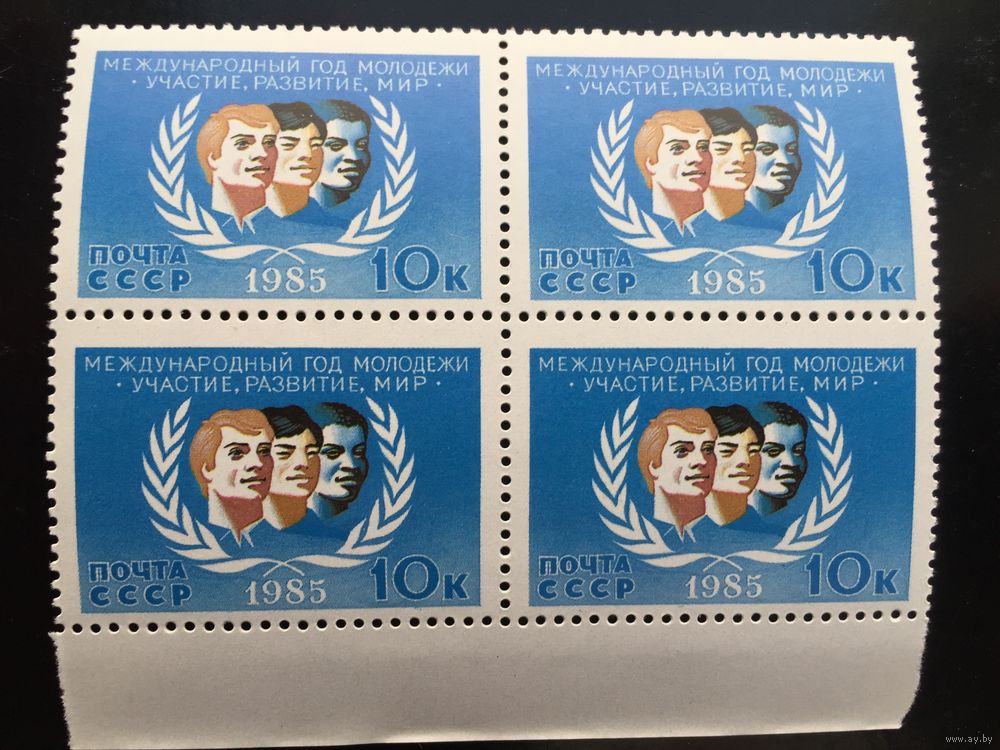 МЕЖДУНАРОДНЫЙ ГОД МОЛОДЕЖИ
· УЧАСТИЕ, РАЗВИТИЕ, МИР ·
ПОЧТА
СССР 1985 10К
МЕЖДУНАРОДНЫЙ ГОД МОЛОДЕЖИ
· УЧАСТИЕ, РАЗВИТИЕ, МИР ·
ПОЧТА
СССР 1985 10К
МЕЖДУНАРОДНЫЙ ГОД МОЛОДЕЖИ
· УЧАСТИЕ, РАЗВИТИЕ, МИР ·
ПОЧТА
СССР 1985 10К
МЕЖДУНАРОДНЫЙ ГОД МОЛОДЕЖИ
· УЧАСТИЕ, РАЗВИТИЕ, МИР ·
ПОЧТА
СССР 1985 10К
www.ay.by